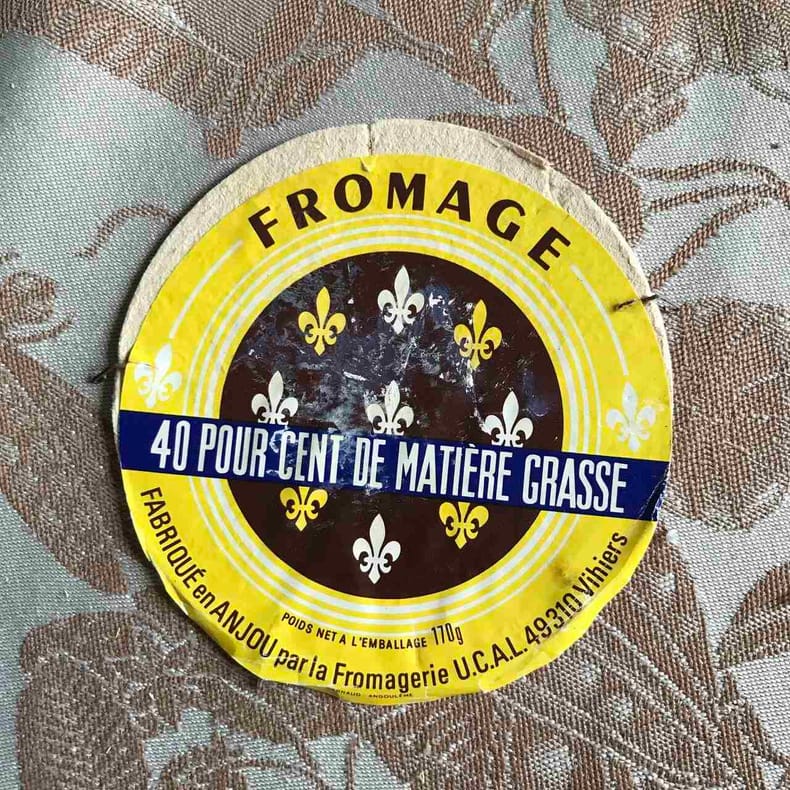 FROMAGE
40 POUR CENT DE MATIÈRE GRASSE
POIDS NET A L'EMBALLAGE 170g
FABRIQUÉ en ANJOU par la Fromagerie U.C.A.L. 49310 Vihiers
ANGOULÊME